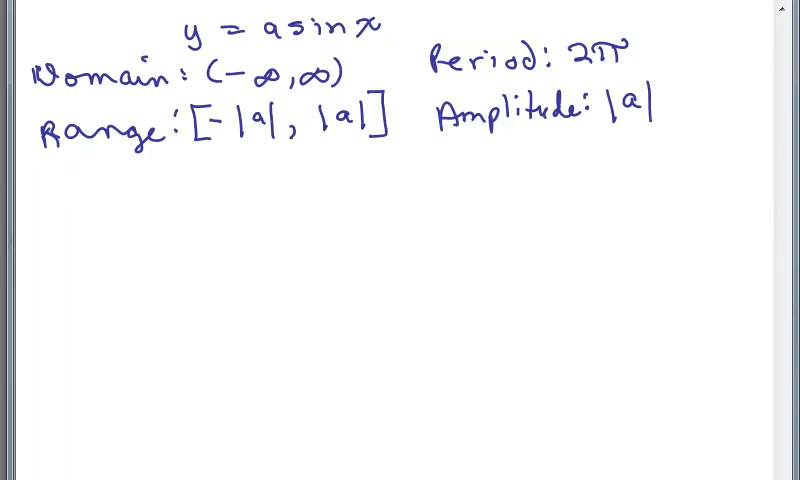 y = a sin x
Domain: (-∞, ∞)
Range: [-|a|, |a|]
Period: 2π
Amplitude: |a|